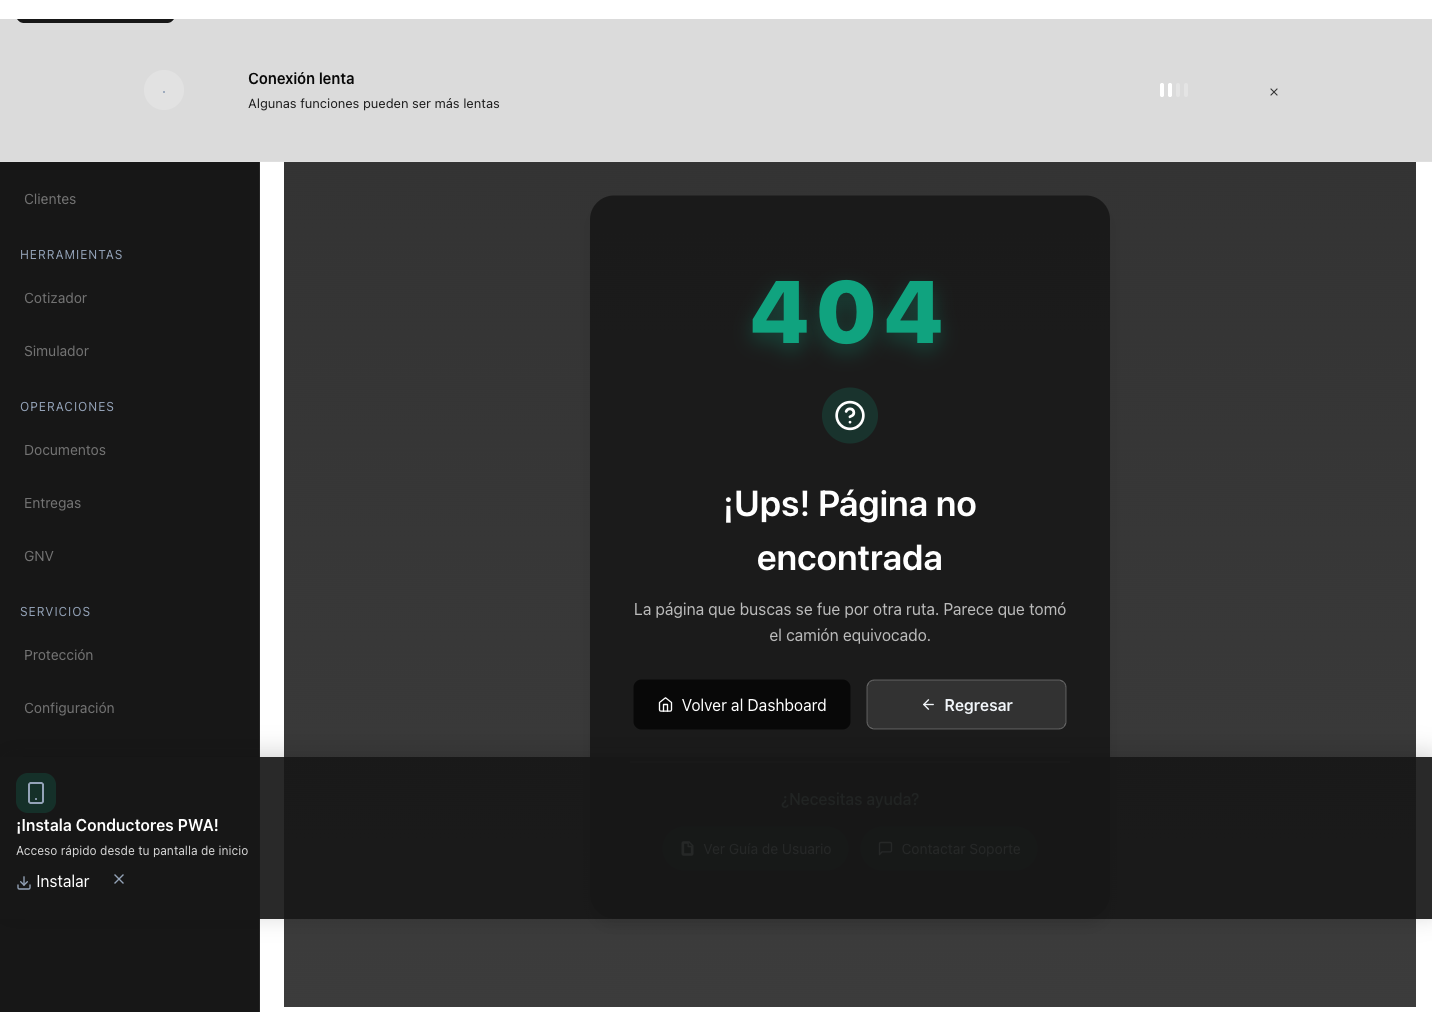 Conexión lenta
Algunas funciones pueden ser más lentas
Clientes
HERRAMIENTAS
Cotizador
Simulador
OPERACIONES
Documentos
Entregas
GNV
SERVICIOS
Protección
Configuración
¡Instala Conductores PWA!
Acceso rápido desde tu pantalla de inicio
Instalar
404
¡Ups! Página no
encontrada
La página que buscas se fue por otra ruta. Parece que tomó
el camión equivocado.
Volver al Dashboard
Regresar
¿Necesitas ayuda?
Ver Guía de Usuario
Contactar Soporte